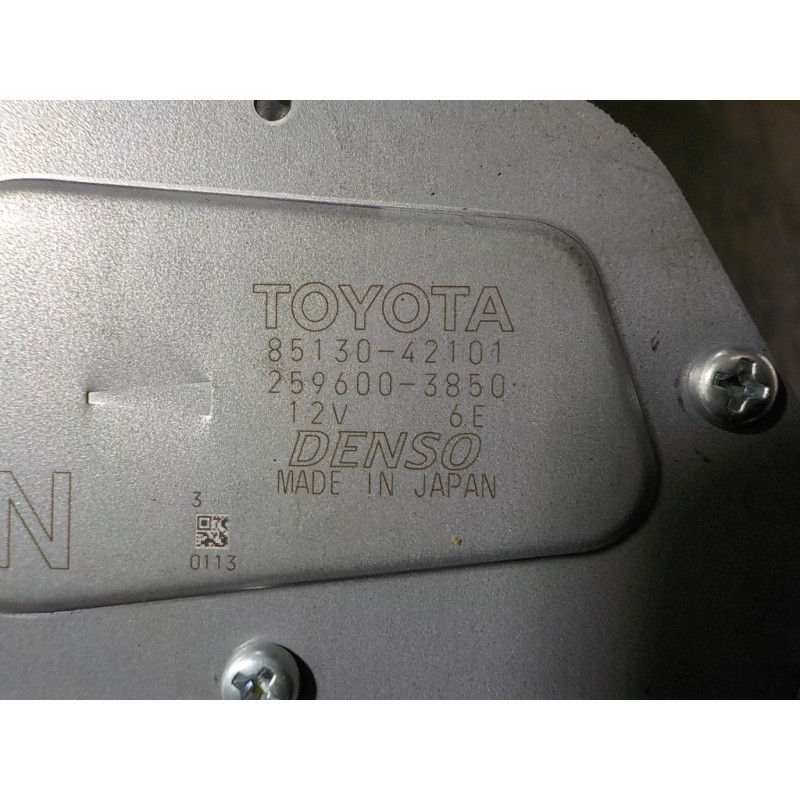 TOYOTA
85130-42101
259600-3850
12V 6E
DENSO
MADE IN JAPAN
3
N
0113